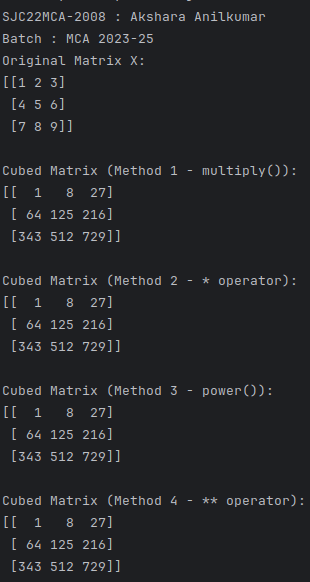 SJC22MCA-2008 : Akshara Anilkumar
Batch : MCA 2023-25
Original Matrix X:
[[1 2 3]
 [4 5 6]
 [7 8 9]]

Cubed Matrix (Method 1 - multiply()):
[[  1   8  27]
 [ 64 125 216]
 [343 512 729]]

Cubed Matrix (Method 2 - * operator):
[[  1   8  27]
 [ 64 125 216]
 [343 512 729]]

Cubed Matrix (Method 3 - power()):
[[  1   8  27]
 [ 64 125 216]
 [343 512 729]]

Cubed Matrix (Method 4 - ** operator):
[[  1   8  27]
 [ 64 125 216]
 [343 512 729]]